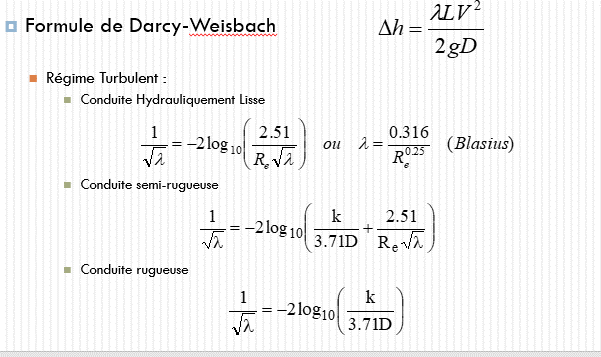 Formule de Darcy-Weisbach
Δh = λLV² / 2gD
Régime Turbulent :
Conduite Hydrauliquement Lisse
1/√λ = −2log₁₀(2.51 / (Rₑ√λ)) ou λ = 0.316 / Rₑ^0.25 (Blasius)
Conduite semi-rugueuse
1/√λ = −2log₁₀(k / 3.71D + 2.51 / (Rₑ√λ))
Conduite rugueuse
1/√λ = −2log₁₀(k / 3.71D)